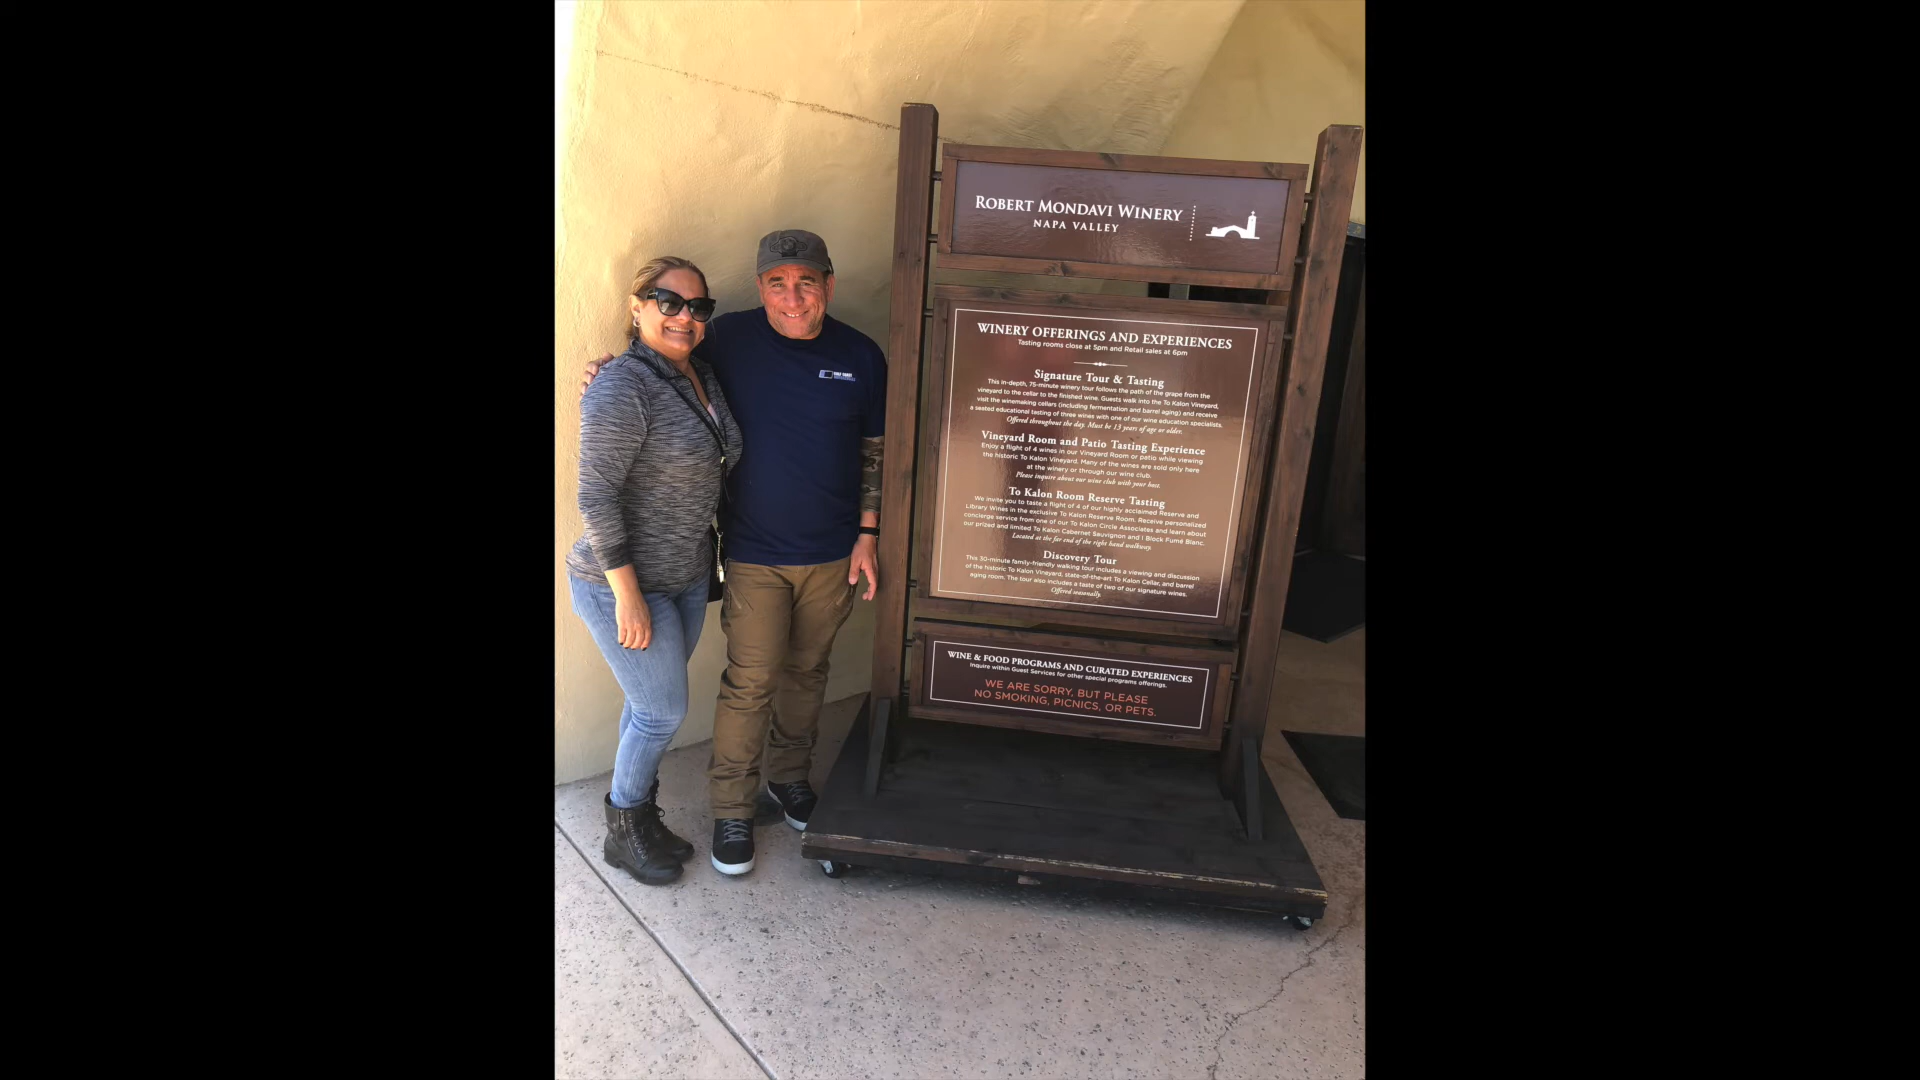 ROBERT MONDAVI WINERY
NAPA VALLEY
WINERY OFFERINGS AND EXPERIENCES
Tasting rooms close at 5pm and Retail sales at 6pm
Signature Tour & Tasting
This in-depth, 75-minute winery tour follows the path of the grape from the
vineyard to the cellar to the finished wine. Guests walk into the To Kalon Vineyard,
visit the winemaking cellars (including fermentation and barrel aging) and receive
a seated educational tasting of three wines with one of our wine education specialists.
Offered throughout the day. Must be 13 years of age or older.
Vineyard Room and Patio Tasting Experience
Enjoy a flight of 4 wines in our Vineyard Room or patio while viewing
the historic To Kalon Vineyard. Many of the wines are sold only here
at the winery or through our wine club.
Please inquire about our wine club with your host.
To Kalon Room Reserve Tasting
We invite you to taste a flight of 4 of our highly acclaimed Reserve and
Library Wines in the exclusive To Kalon Reserve Room. Receive personalized
concierge service from one of our To Kalon Circle Associates and learn about
our prized and limited To Kalon Cabernet Sauvignon and I Block Fumé Blanc.
Located at the far end of the right hand walkway.
Discovery Tour
This 30-minute family-friendly walking tour includes a viewing and discussion
of the historic To Kalon Vineyard, state-of-the-art To Kalon Cellar, and barrel
aging room. The tour also includes a taste of two of our signature wines.
Offered seasonally.
WINE & FOOD PROGRAMS AND CURATED EXPERIENCES
Inquire within Guest Services for other special programs offerings.
WE ARE SORRY, BUT PLEASE
NO SMOKING, PICNICS, OR PETS.